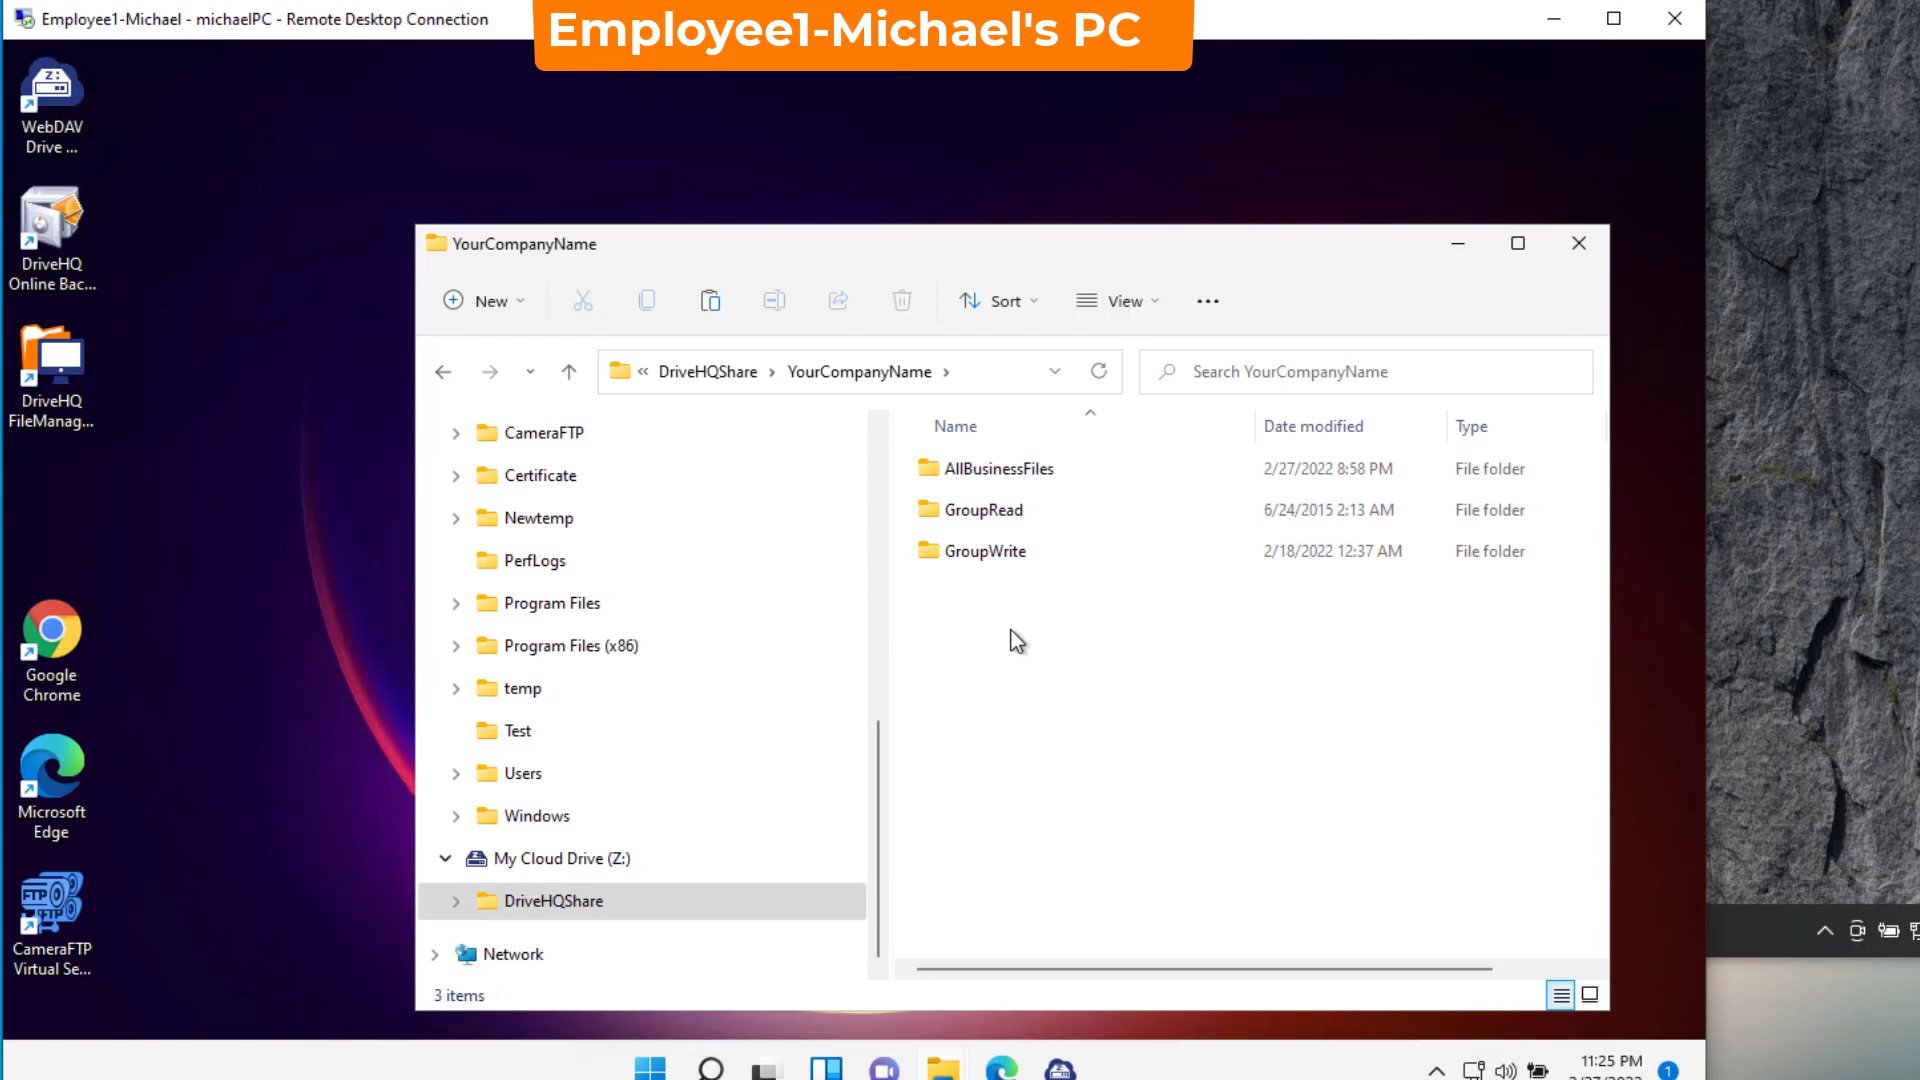 Employee1-Michael - michaelPC - Remote Desktop Connection
Employee1-Michael's PC
Z:
WebDAV
Drive ...
DriveHQ
Online Bac...
DriveHQ
FileManag...
Google
Chrome
Microsoft
Edge
FTP
FTP
CameraFTP
Virtual Se...
YourCompanyName
New
Sort
View
DriveHQShare
YourCompanyName
Search YourCompanyName
CameraFTP
Certificate
Newtemp
PerfLogs
Program Files
Program Files (x86)
temp
Test
Users
Windows
My Cloud Drive (Z:)
DriveHQShare
Network
Name
Date modified
Type
AllBusinessFiles
2/27/2022 8:58 PM
File folder
GroupRead
6/24/2015 2:13 AM
File folder
GroupWrite
2/18/2022 12:37 AM
File folder
3 items
11:25 PM
1